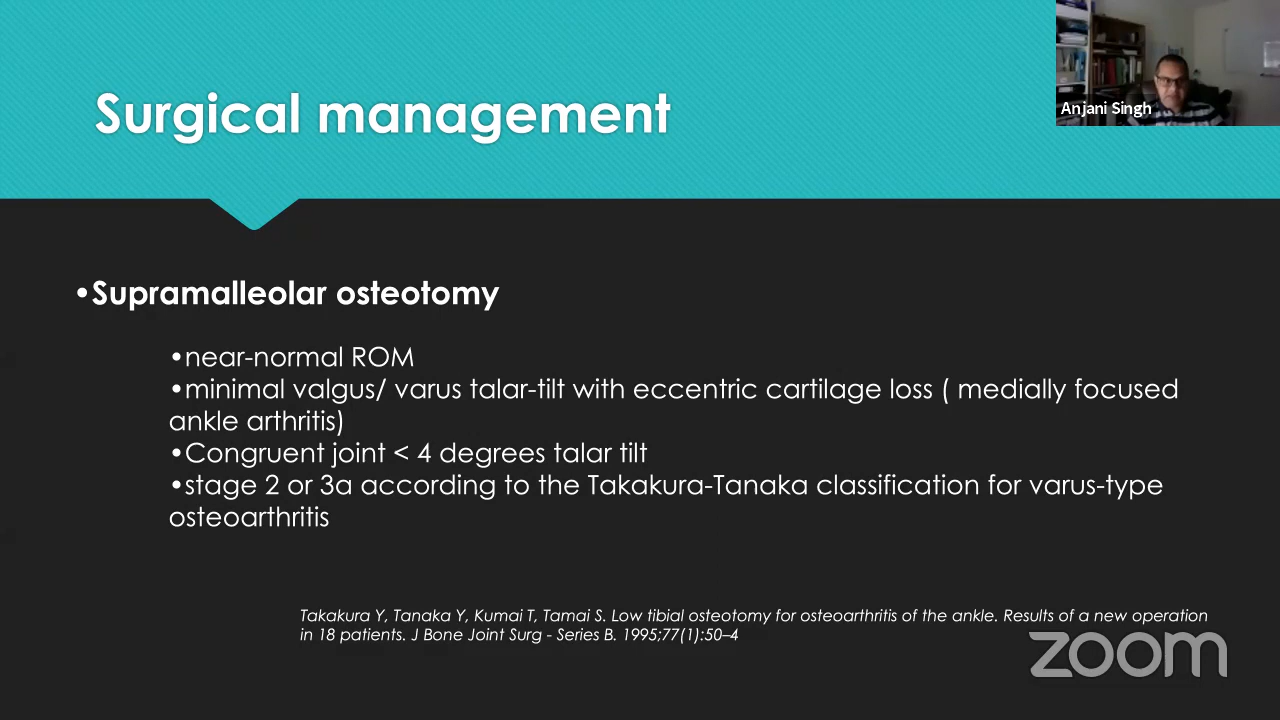 Surgical management
Anjani Singh
•Supramalleolar osteotomy
•near-normal ROM
•minimal valgus/ varus talar-tilt with eccentric cartilage loss ( medially focused
ankle arthritis)
•Congruent joint < 4 degrees talar tilt
•stage 2 or 3a according to the Takakura-Tanaka classification for varus-type
osteoarthritis
Takakura Y, Tanaka Y, Kumai T, Tamai S. Low tibial osteotomy for osteoarthritis of the ankle. Results of a new operation
in 18 patients. J Bone Joint Surg - Series B. 1995;77(1):50–4
zoom